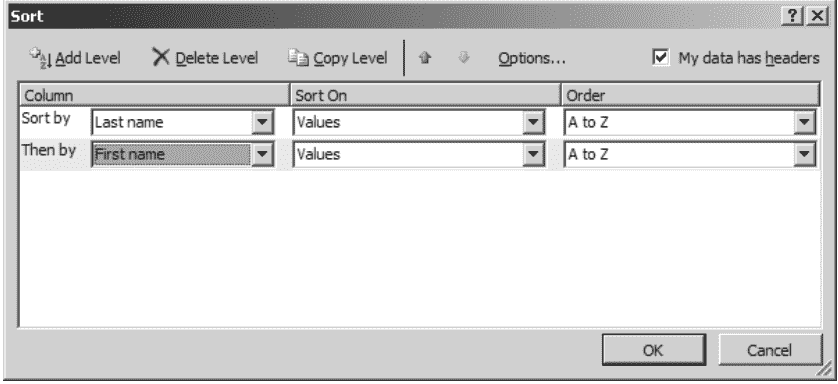 Sort
Add Level Delete Level Copy Level Options... My data has headers
Column Sort On Order
Sort by Last name Values A to Z
Then by First name Values A to Z
OK Cancel